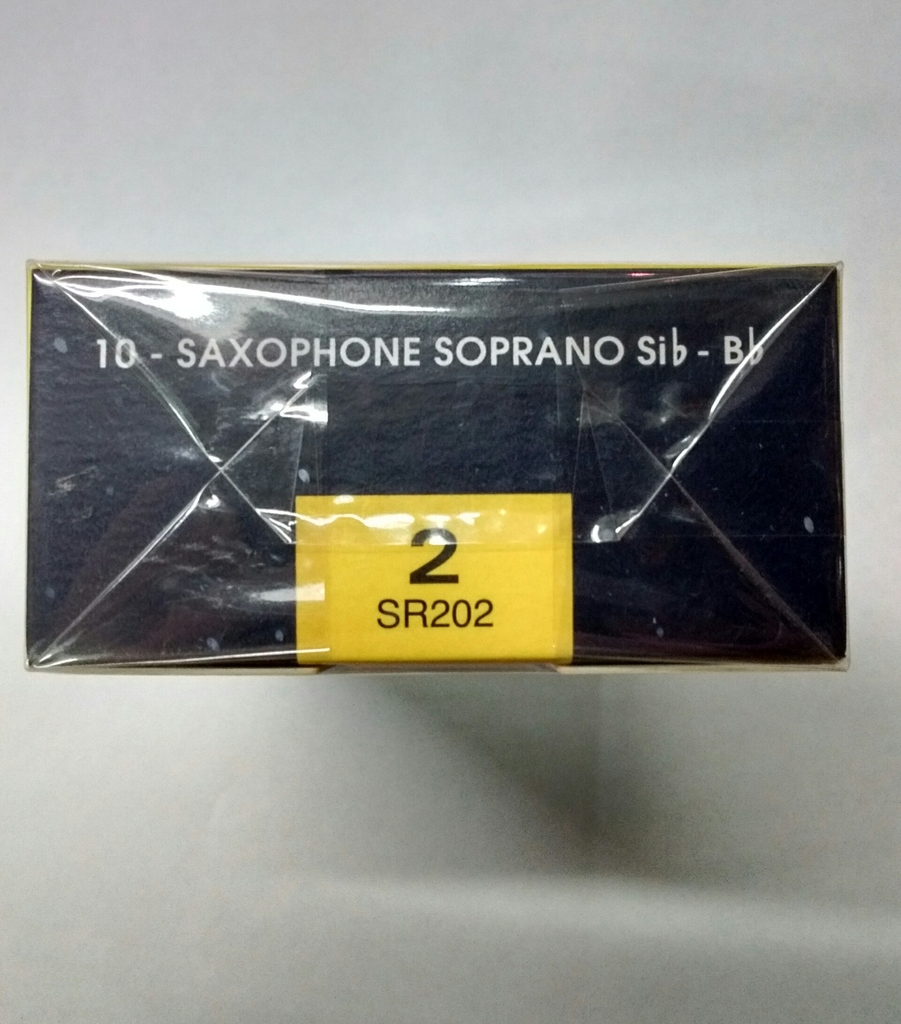 10 - SAXOPHONE SOPRANO Si♭ - B♭
2
SR202